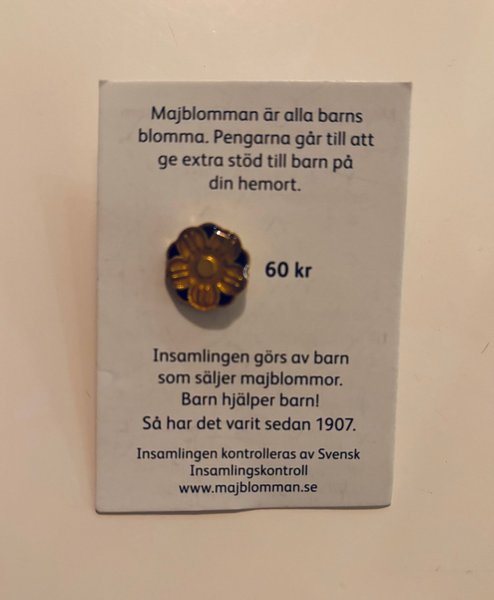 Majblomman är alla barns
blomma. Pengarna går till att
ge extra stöd till barn på
din hemort.
60 kr
Insamlingen görs av barn
som säljer majblommor.
Barn hjälper barn!
Så har det varit sedan 1907.
Insamlingen kontrolleras av Svensk
Insamlingskontroll
www.majblomman.se